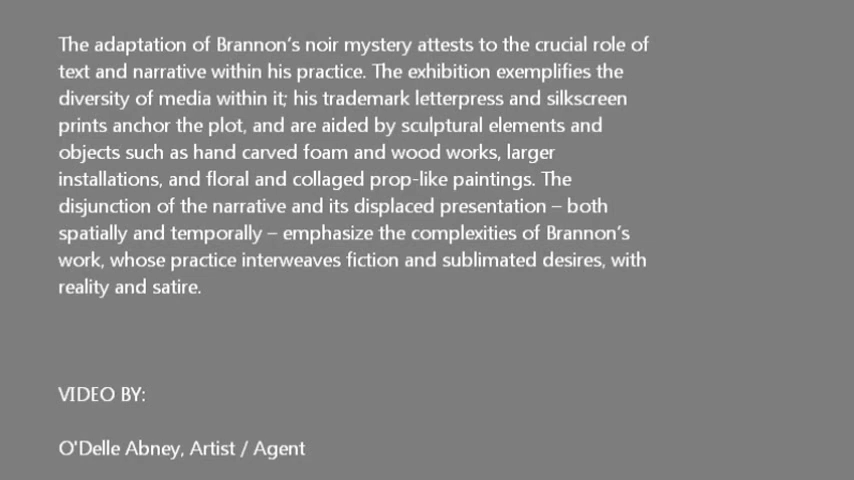 The adaptation of Brannon's noir mystery attests to the crucial role of
text and narrative within his practice. The exhibition exemplifies the
diversity of media within it; his trademark letterpress and silkscreen
prints anchor the plot, and are aided by sculptural elements and
objects such as hand carved foam and wood works, larger
installations, and floral and collaged prop-like paintings. The
disjunction of the narrative and its displaced presentation – both
spatially and temporally – emphasize the complexities of Brannon's
work, whose practice interweaves fiction and sublimated desires, with
reality and satire.
VIDEO BY:
O'Delle Abney, Artist / Agent